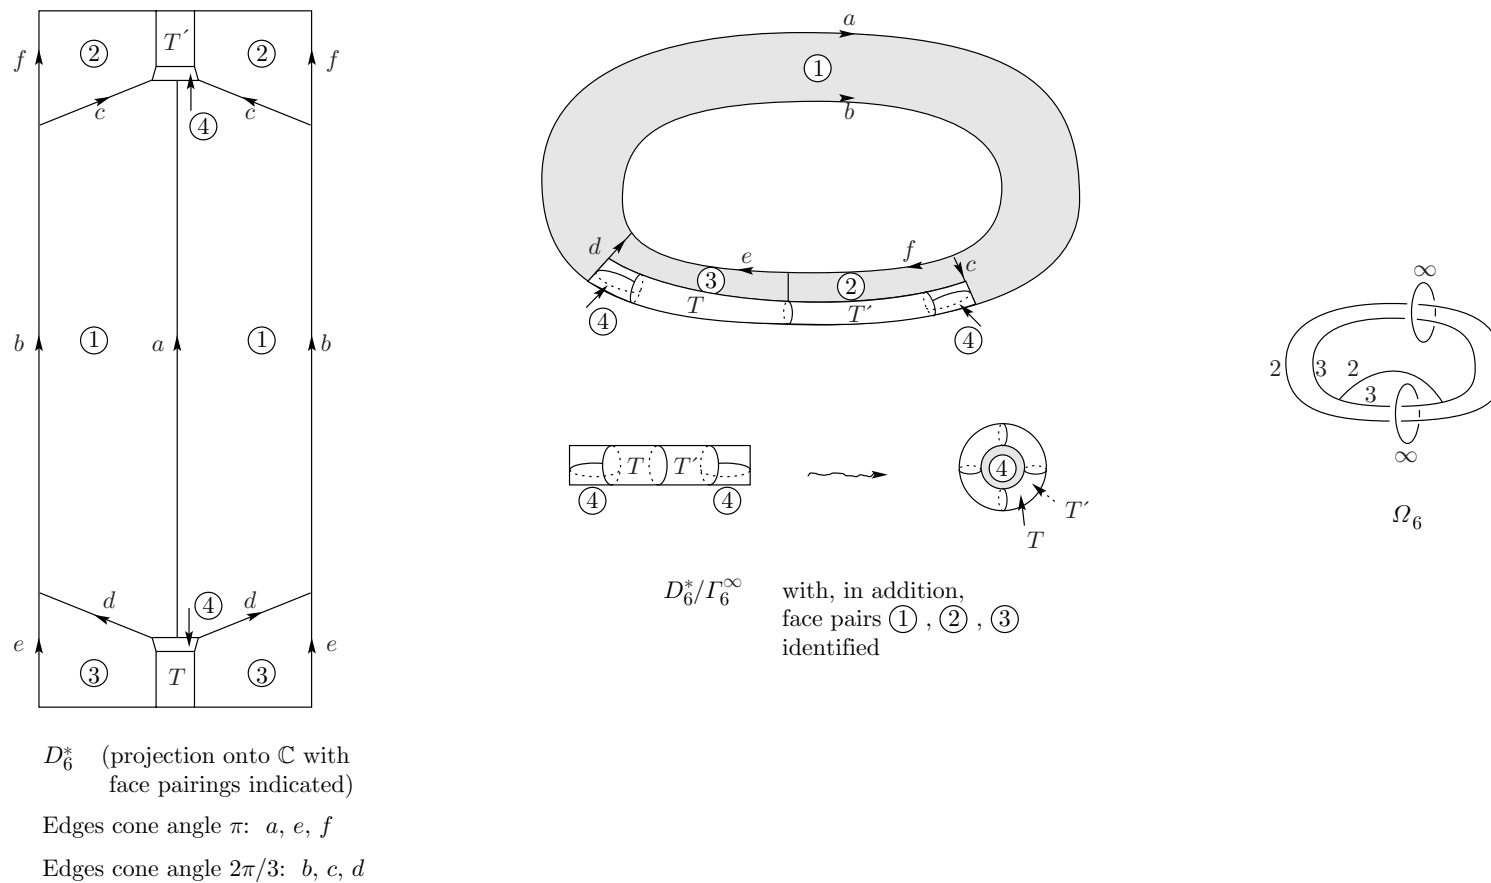 ② T´ ②
f f
c c
④
b ① a ① b
d ④ d
e e
③ T ③
D*₆ (projection onto ℂ with
face pairings indicated)
Edges cone angle π: a, e, f
Edges cone angle 2π/3: b, c, d
a
①
b
d e f c
③ ②
T T´
④ ④
T T´
④ ④
④
T´
T
D*₆/Γ₆^∞ with, in addition,
face pairs ① , ② , ③
identified
∞
2 3 2
3
∞
Ω₆